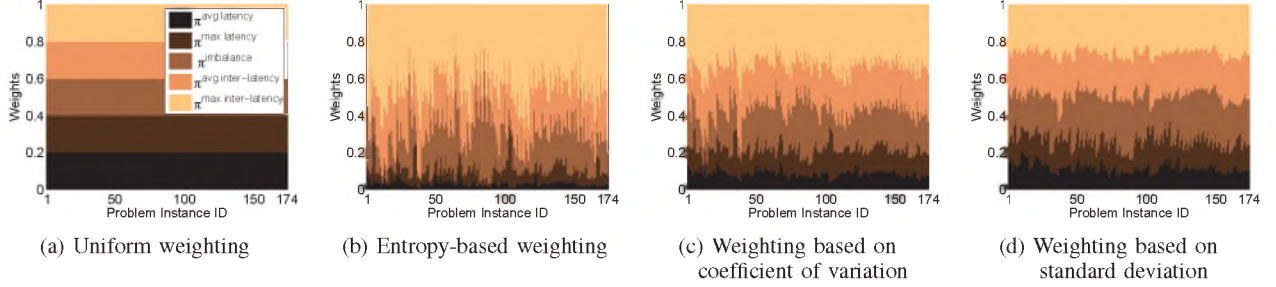 1
0.8
0.6
0.4
0.2
0
Weights
π avg latency
π max latency
π imbalance
π avg inter-latency
π max inter-latency
1 50 100 150 174
Problem Instance ID
(a) Uniform weighting
1
0.8
0.6
0.4
0.2
0
Weights
1 50 100 150 174
Problem Instance ID
(b) Entropy-based weighting
1
0.8
0.6
0.4
0.2
0
Weights
1 50 100 150 174
Problem Instance ID
(c) Weighting based on
coefficient of variation
1
0.8
0.6
0.4
0.2
0
Weights
1 50 100 150 174
Problem Instance ID
(d) Weighting based on
standard deviation